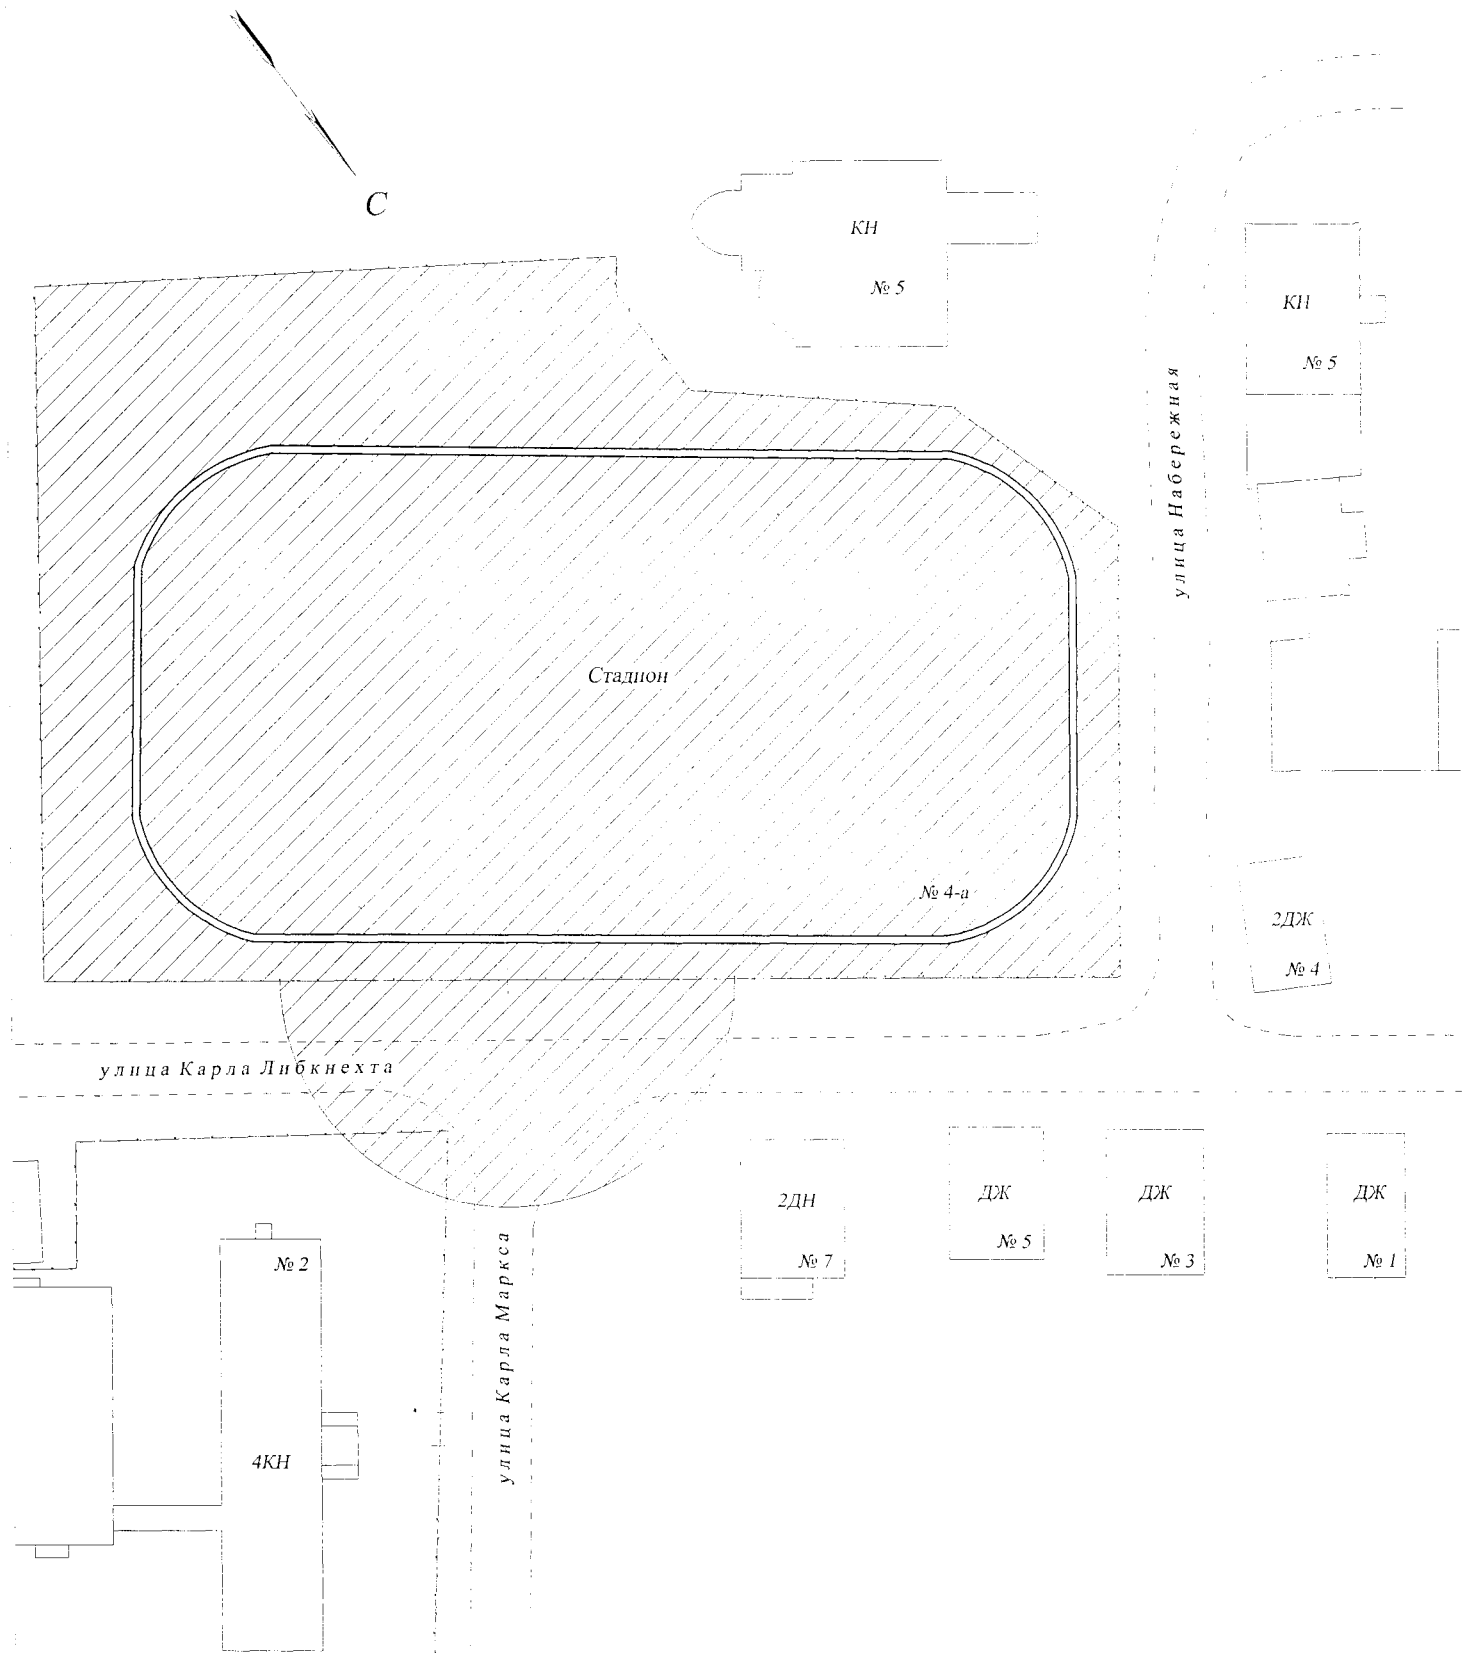 С
КН
№ 5
КН
№ 5
улица Набережная
Стадион
№ 4-а
2ДЖ
№ 4
улица Карла Либкнехта
2ДН
№ 7
ДЖ
№ 5
ДЖ
№ 3
ДЖ
№ 1
№ 2
4КН
улица Карла Маркса